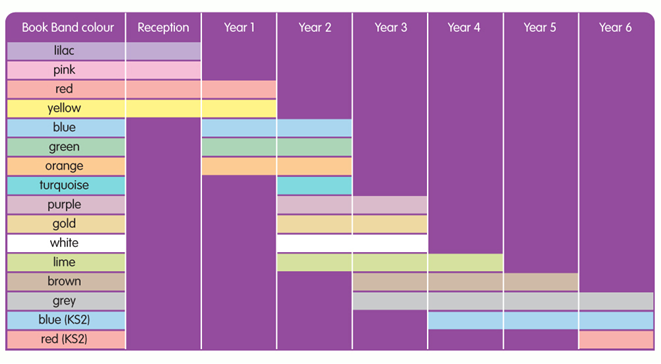 Book Band colour Reception Year 1 Year 2 Year 3 Year 4 Year 5 Year 6
lilac
pink
red
yellow
blue
green
orange
turquoise
purple
gold
white
lime
brown
grey
blue (KS2)
red (KS2)